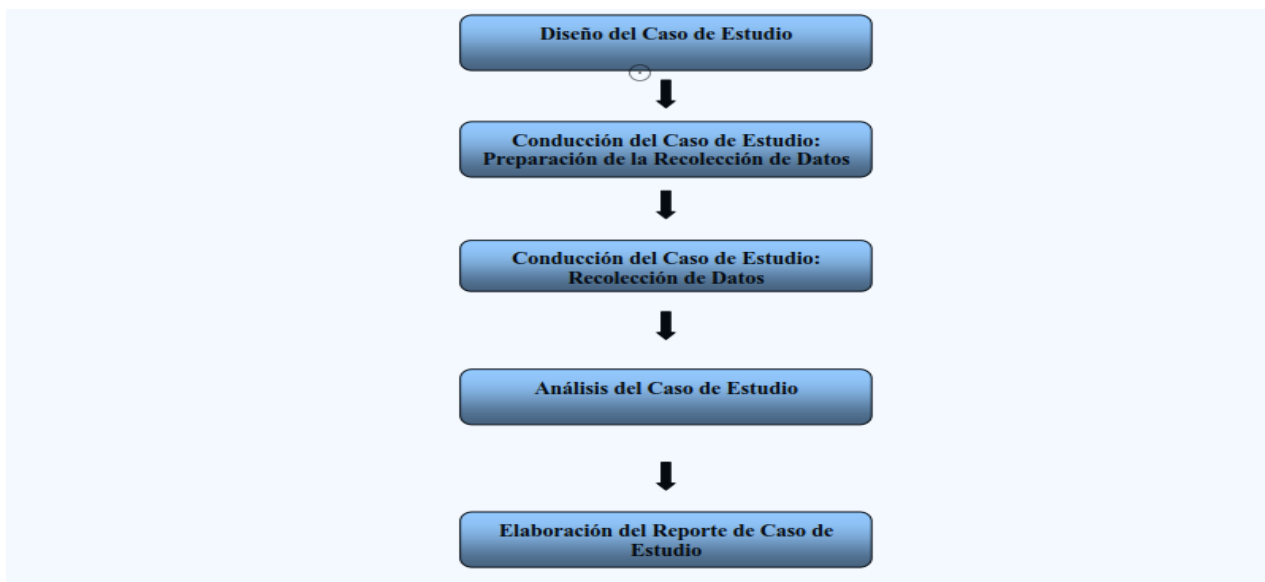 Diseño del Caso de Estudio
Conducción del Caso de Estudio:
Preparación de la Recolección de Datos
Conducción del Caso de Estudio:
Recolección de Datos
Análisis del Caso de Estudio
Elaboración del Reporte de Caso de
Estudio